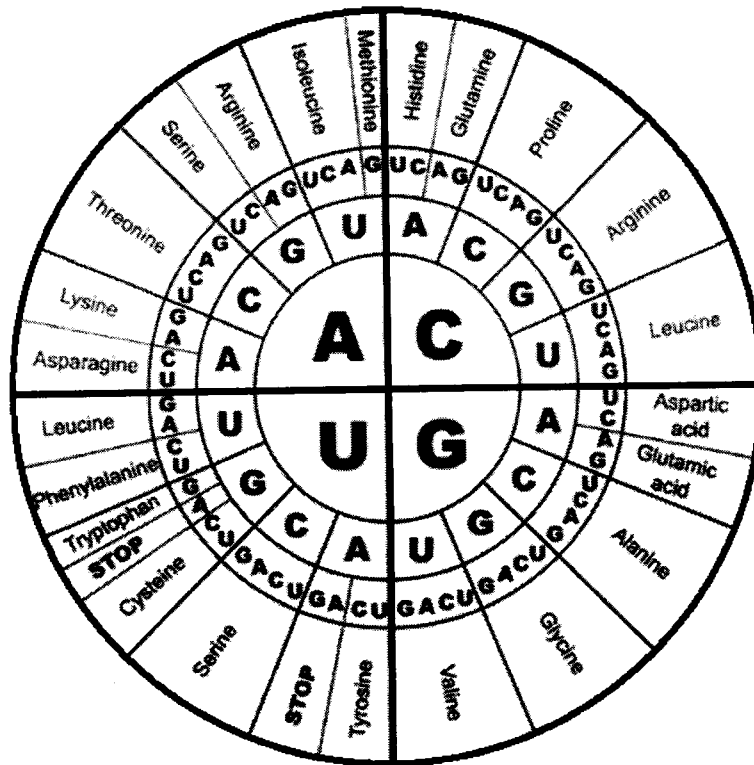 Asparagine
Lysine
Threonine
Serine
Arginine
Isoleucine
Methionine
Histidine
Glutamine
Proline
Arginine
Leucine
Aspartic
acid
Glutamic
acid
Alanine
Glycine
Valine
Tyrosine
STOP
Serine
Cysteine
STOP
Tryptophan
Phenylalanine
Leucine
U C A G U C A G U C A G U C A G
U C A G U C A G U C A G U C A G
U C A G U C A G U C A G U C A G
U C A G U C A G U C A G U C A G
A C G U
A C G U
A C G U
A C G U
A C
U G